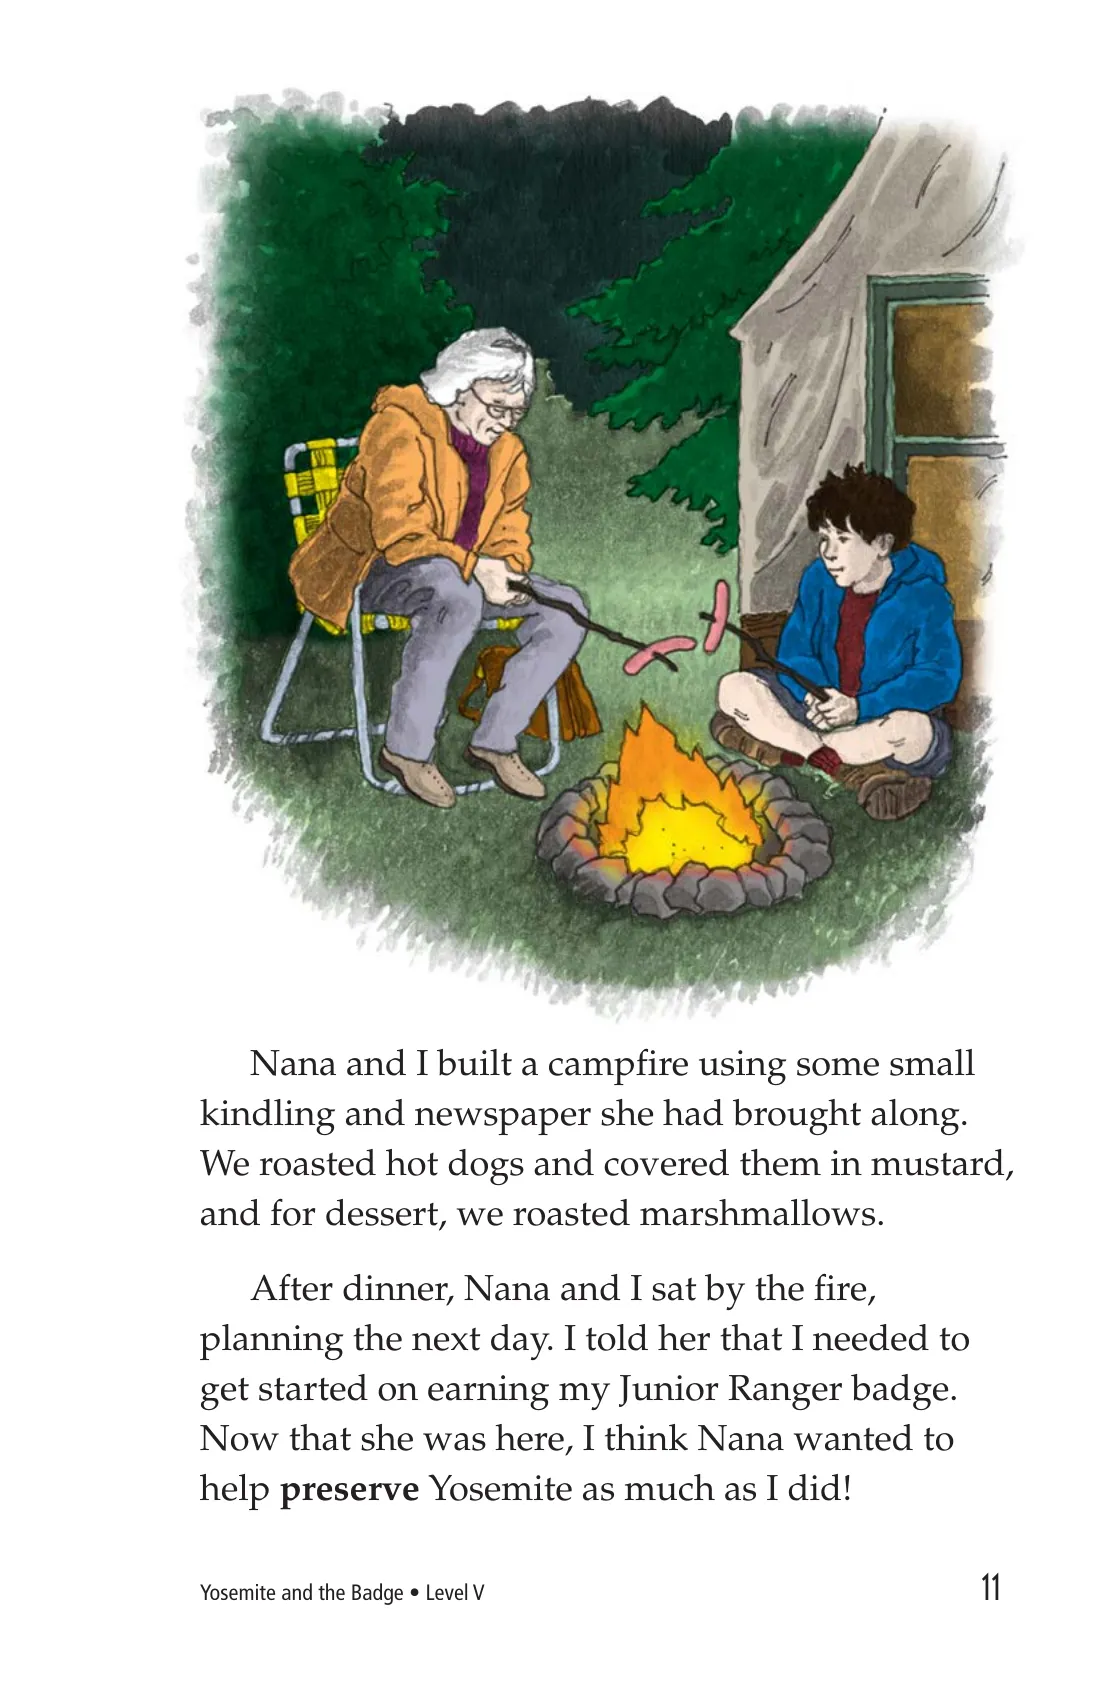 Nana and I built a campfire using some small
kindling and newspaper she had brought along.
We roasted hot dogs and covered them in mustard,
and for dessert, we roasted marshmallows.
After dinner, Nana and I sat by the fire,
planning the next day. I told her that I needed to
get started on earning my Junior Ranger badge.
Now that she was here, I think Nana wanted to
help preserve Yosemite as much as I did!
Yosemite and the Badge • Level V
11